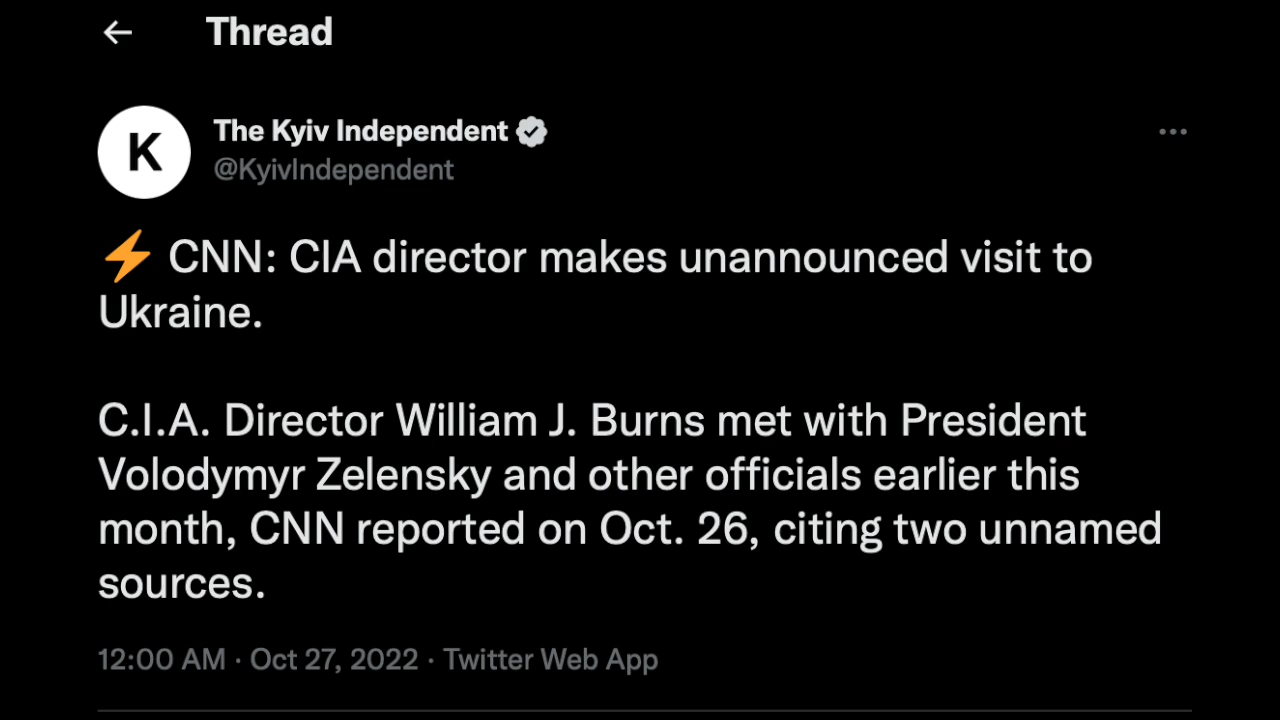 ← Thread
K
The Kyiv Independent
@KyivIndependent
⚡ CNN: CIA director makes unannounced visit to
Ukraine.
C.I.A. Director William J. Burns met with President
Volodymyr Zelensky and other officials earlier this
month, CNN reported on Oct. 26, citing two unnamed
sources.
12:00 AM · Oct 27, 2022 · Twitter Web App